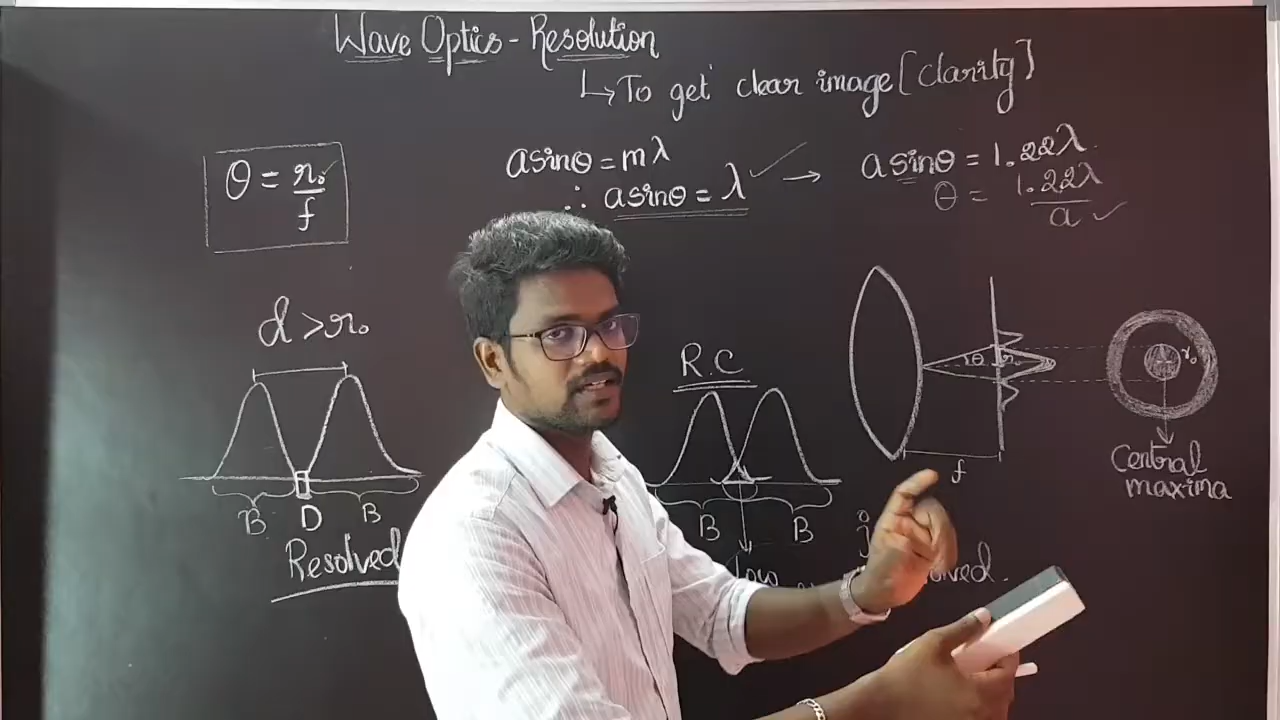 Wave Optics - Resolution
↳ To get clear image [clarity]
θ = r₀/f
a sinθ = mλ
∴ a sinθ = λ ✓ →
a sinθ = 1.22λ
θ = 1.22λ/a ✓
d > r₀
B D B
Resolved
R.C
B B
low
θ r₀
f
r₀
Central
maxima